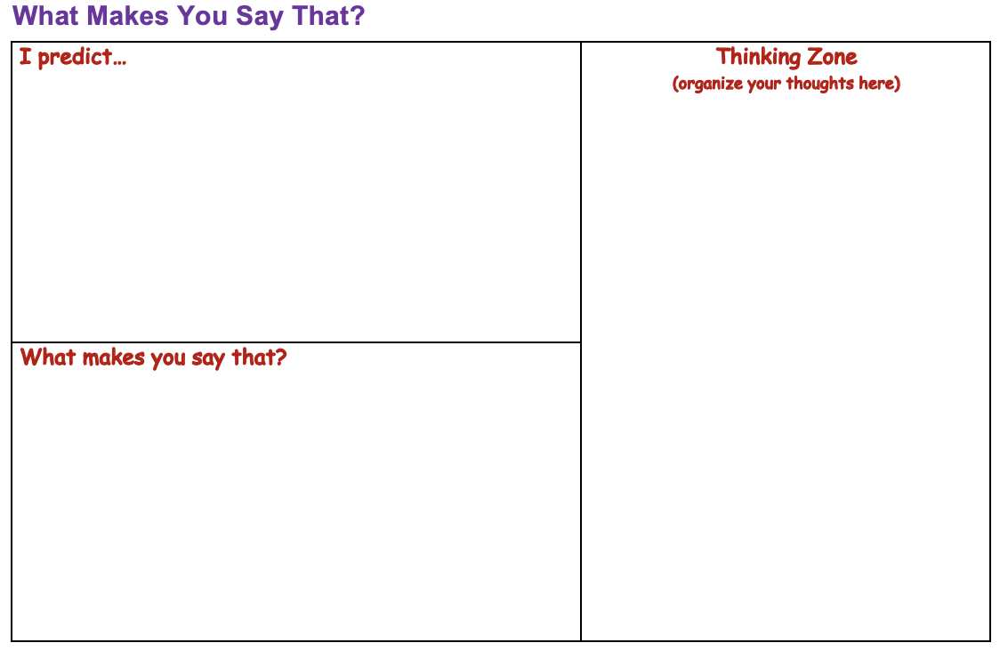 What Makes You Say That?
I predict...
What makes you say that?
Thinking Zone
(organize your thoughts here)